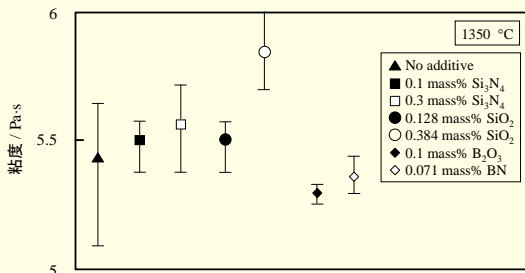 6
1350 °C
No additive
0.1 mass% Si₃N₄
0.3 mass% Si₃N₄
0.128 mass% SiO₂
0.384 mass% SiO₂
0.1 mass% B₂O₃
0.071 mass% BN
粘度 / Pa·s
5.5
5